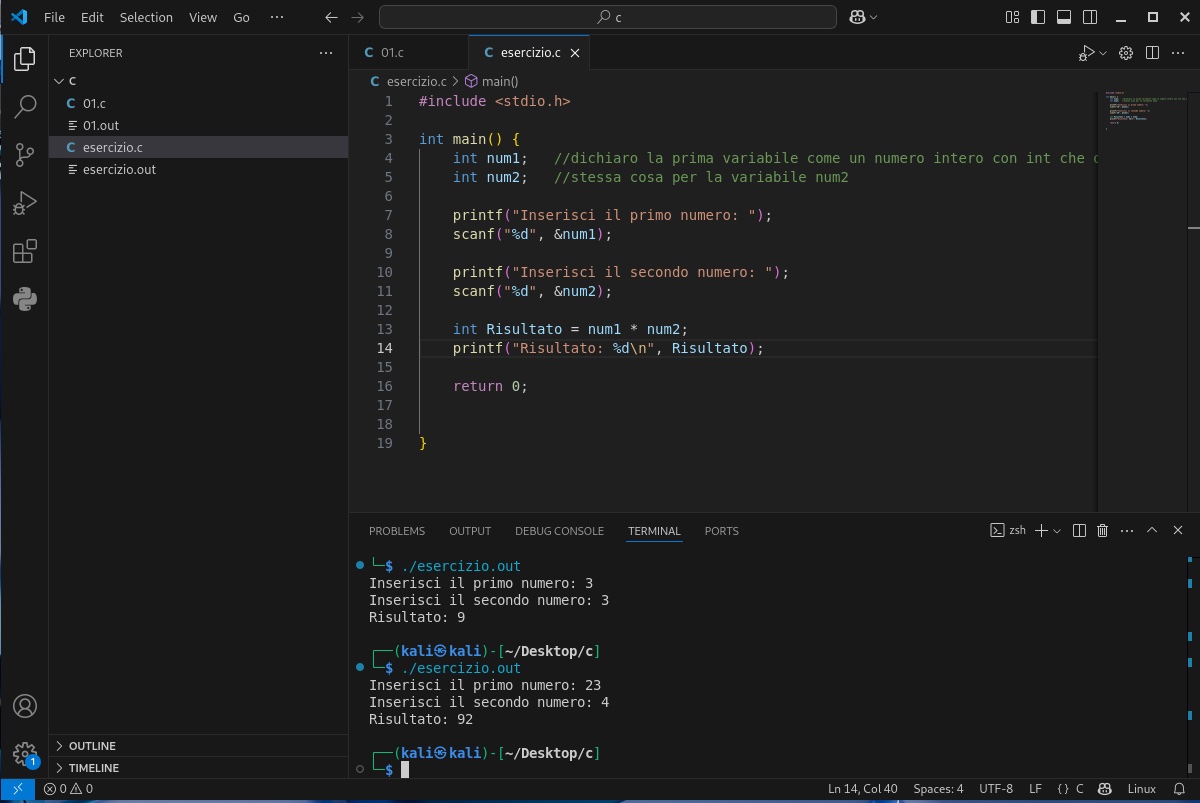 File Edit Selection View Go ··· ← → c
EXPLORER ···
C
C 01.c
01.out
C esercizio.c
esercizio.out
OUTLINE
TIMELINE
C 01.c
C esercizio.c ×
C esercizio.c > main()
1 #include <stdio.h>
2
3 int main() {
4 int num1; //dichiaro la prima variabile come un numero intero con int che
5 int num2; //stessa cosa per la variabile num2
6
7 printf("Inserisci il primo numero: ");
8 scanf("%d", &num1);
9
10 printf("Inserisci il secondo numero: ");
11 scanf("%d", &num2);
12
13 int Risultato = num1 * num2;
14 printf("Risultato: %d\n", Risultato);
15
16 return 0;
17
18
19 }
PROBLEMS OUTPUT DEBUG CONSOLE TERMINAL PORTS zsh
└─$ ./esercizio.out
Inserisci il primo numero: 3
Inserisci il secondo numero: 3
Risultato: 9
┌──(kali㉿kali)-[~/Desktop/c]
└─$ ./esercizio.out
Inserisci il primo numero: 23
Inserisci il secondo numero: 4
Risultato: 92
┌──(kali㉿kali)-[~/Desktop/c]
└─$
1
0 0 Ln 14, Col 40 Spaces: 4 UTF-8 LF {} C Linux